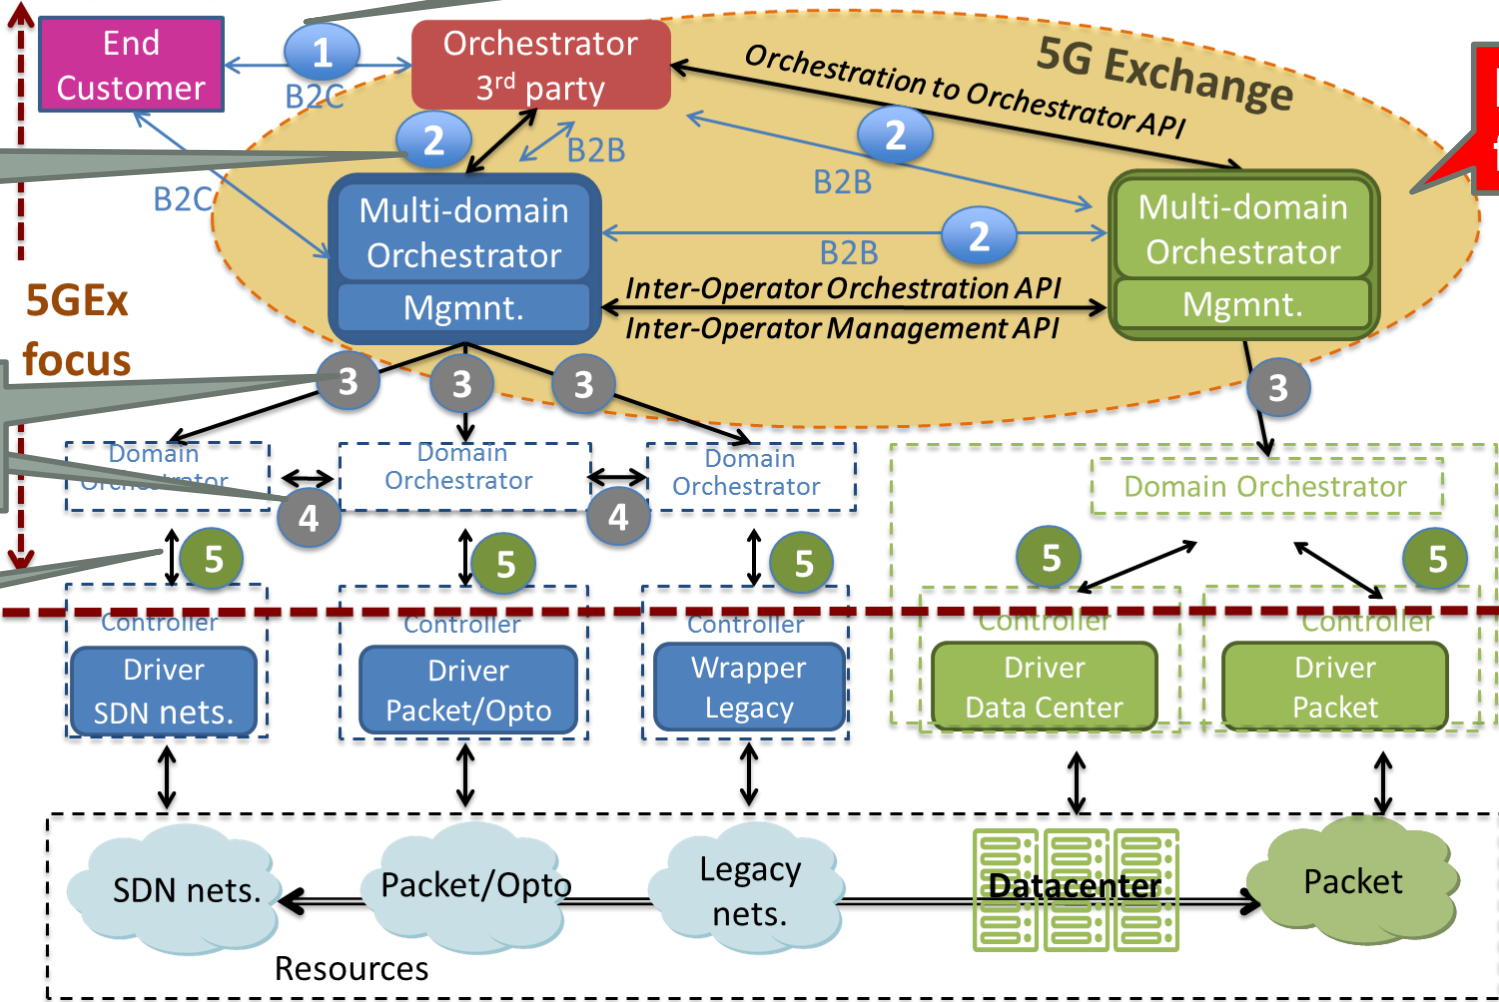 End
Customer
1
B2C
Orchestrator
3rd party
5G Exchange
Orchestration to Orchestrator API
2
B2B
2
B2B
B2C
Multi-domain
Orchestrator
Mgmnt.
2
B2B
Inter-Operator Orchestration API
Inter-Operator Management API
Multi-domain
Orchestrator
Mgmnt.
5GEx
focus
3
3
3
3
Domain
Orchestrator
Domain
Orchestrator
Domain
Orchestrator
Domain Orchestrator
4
4
5
5
5
5
5
Controller
Controller
Controller
Controller
Controller
Driver
SDN nets.
Driver
Packet/Opto
Wrapper
Legacy
Driver
Data Center
Driver
Packet
SDN nets.
Packet/Opto
Legacy
nets.
Datacenter
Packet
Resources